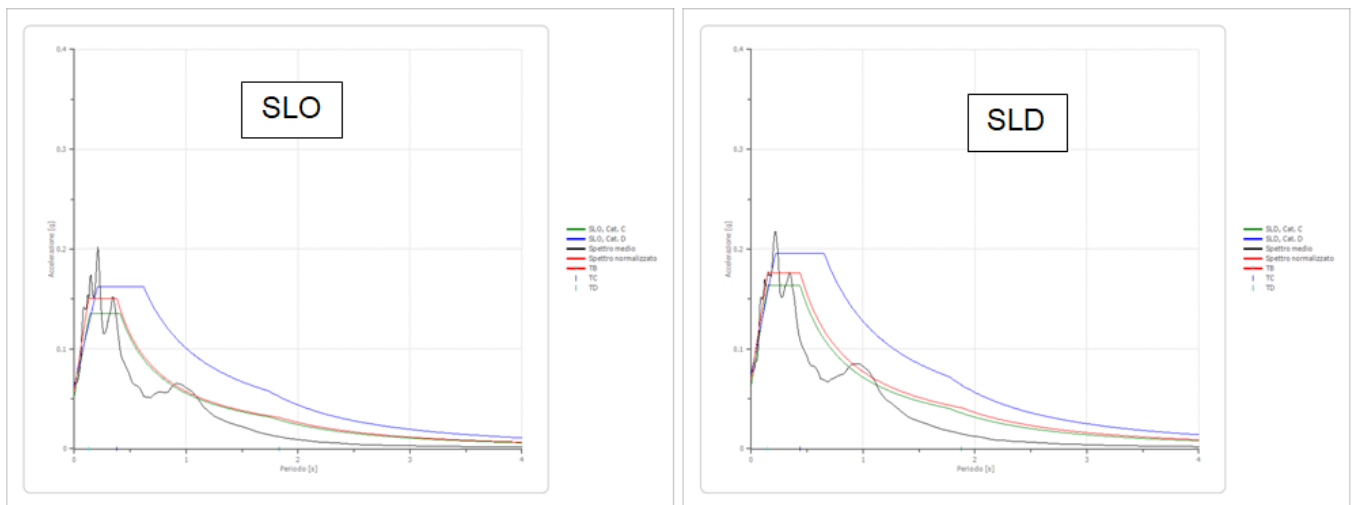 SLO
0.4
0.3
0.2
0.1
0
Accelerazione [g]
0
1
2
3
4
Periodo [s]
SLO, Cat. C
SLO, Cat. D
Spettro medio
Spettro normalizzato
TB
TC
TD
SLD
0.4
0.3
0.2
0.1
0
Accelerazione [g]
0
1
2
3
4
Periodo [s]
SLD, Cat. C
SLD, Cat. D
Spettro medio
Spettro normalizzato
TB
TC
TD